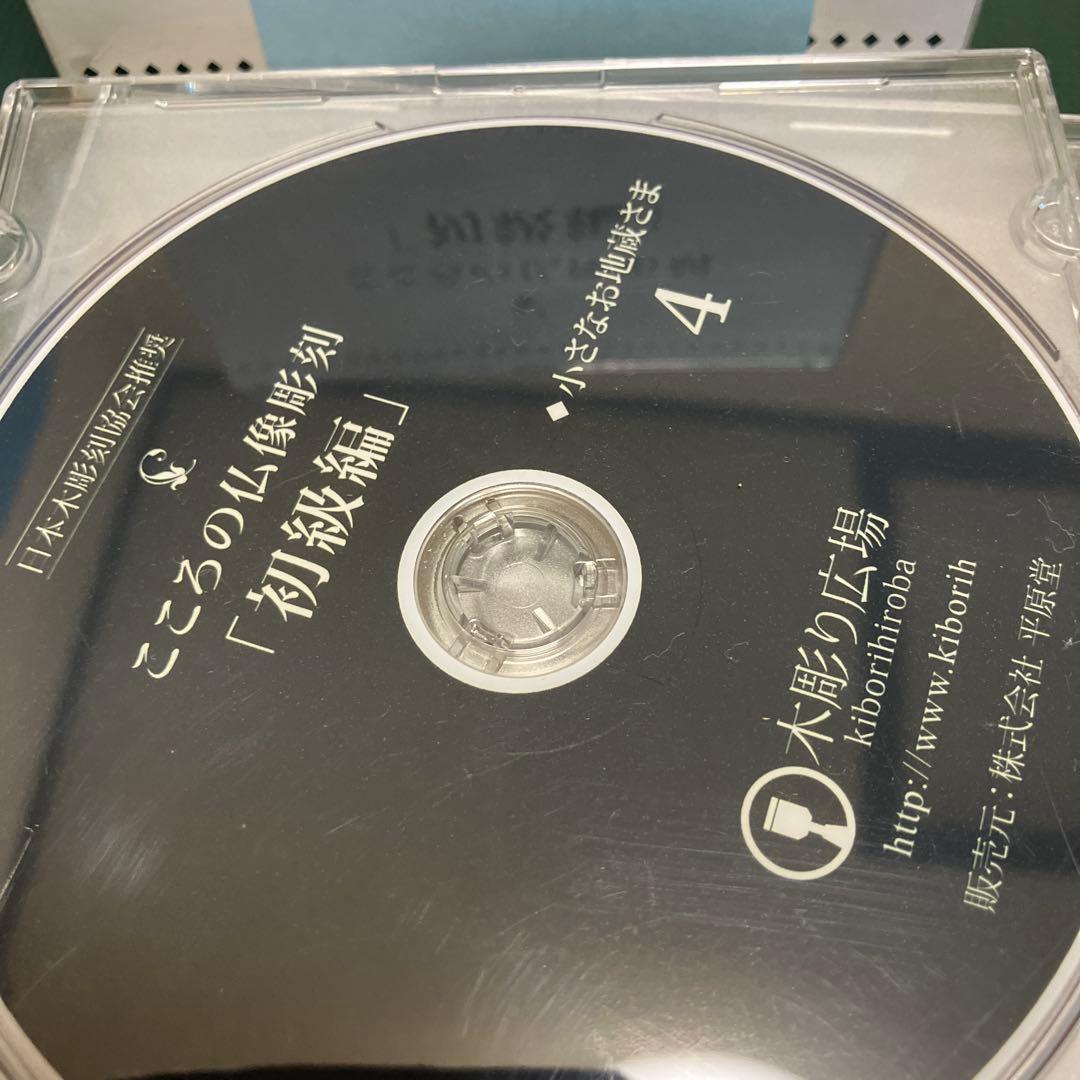 日本木彫刻協会推奨
こころの仏像彫刻
「初級編」
◆小さなお地蔵さま
4
木彫り広場
kiborihiroba
http://www.kiborih
販売元：株式会社 平原堂